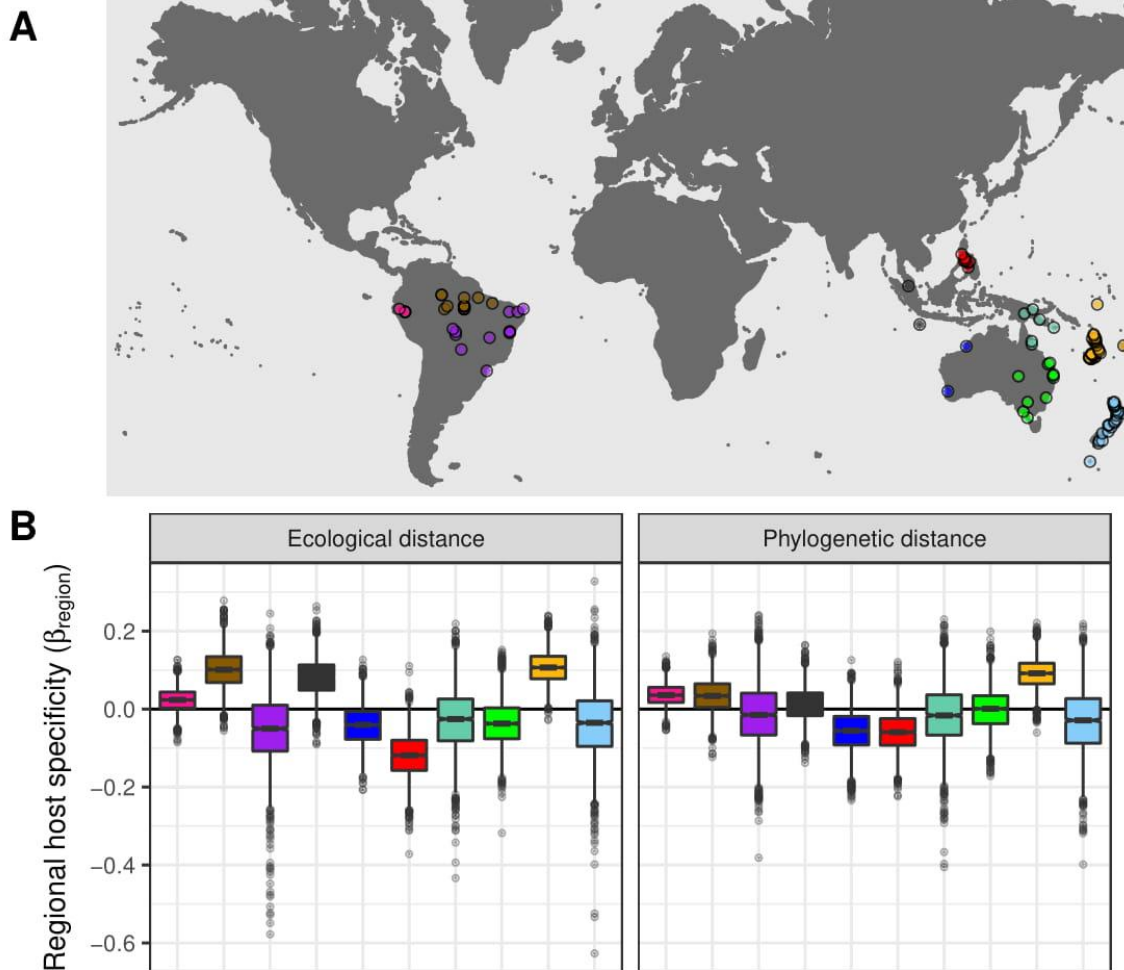 A
B
Ecological distance
Phylogenetic distance
Regional host specificity (βregion)
0.2
0.0
−0.2
−0.4
−0.6